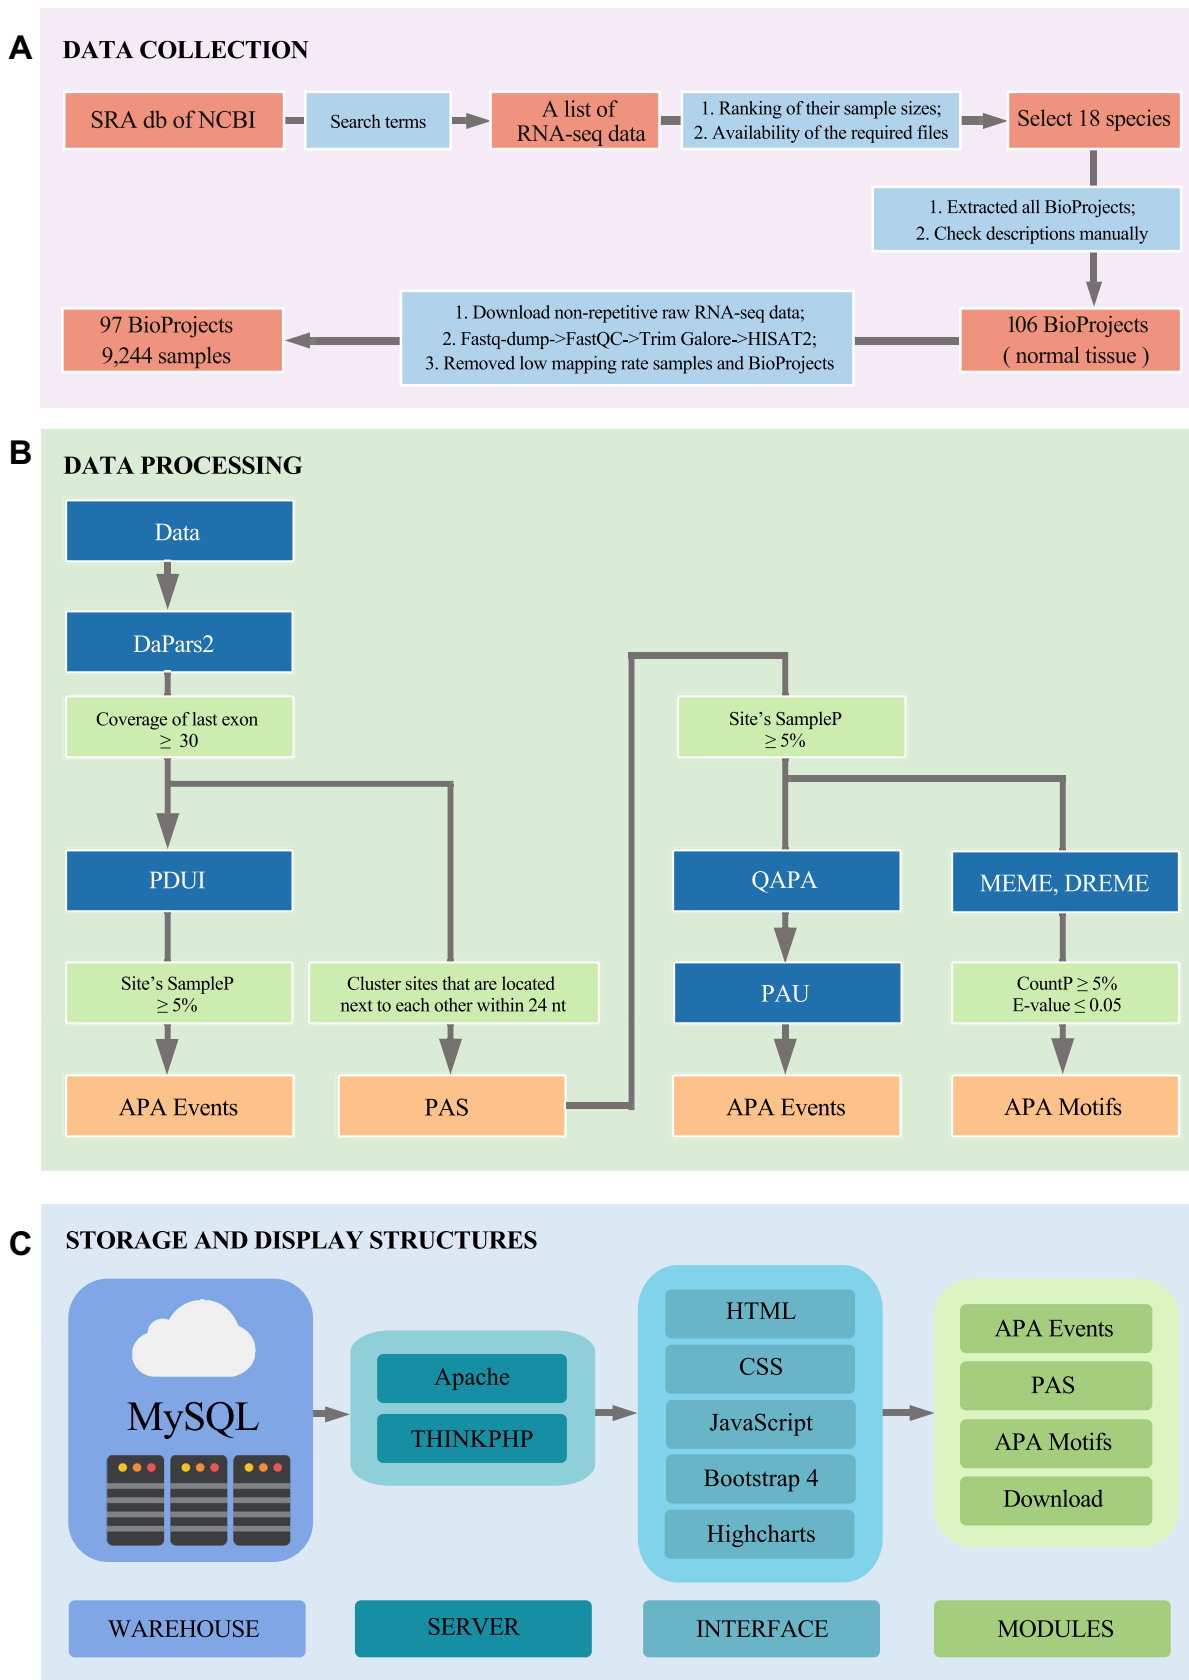 A
DATA COLLECTION
SRA db of NCBI
Search terms
A list of
RNA-seq data
1. Ranking of their sample sizes;
2. Availability of the required files
Select 18 species
1. Extracted all BioProjects;
2. Check descriptions manually
106 BioProjects
( normal tissue )
1. Download non-repetitive raw RNA-seq data;
2. Fastq-dump->FastQC->Trim Galore->HISAT2;
3. Removed low mapping rate samples and BioProjects
97 BioProjects
9,244 samples
B
DATA PROCESSING
Data
DaPars2
Coverage of last exon
≥ 30
PDUI
Site's SampleP
≥ 5%
APA Events
Cluster sites that are located
next to each other within 24 nt
PAS
Site's SampleP
≥ 5%
QAPA
PAU
APA Events
MEME, DREME
CountP ≥ 5%
E-value ≤ 0.05
APA Motifs
C
STORAGE AND DISPLAY STRUCTURES
MySQL
WAREHOUSE
Apache
THINKPHP
SERVER
HTML
CSS
JavaScript
Bootstrap 4
Highcharts
INTERFACE
APA Events
PAS
APA Motifs
Download
MODULES